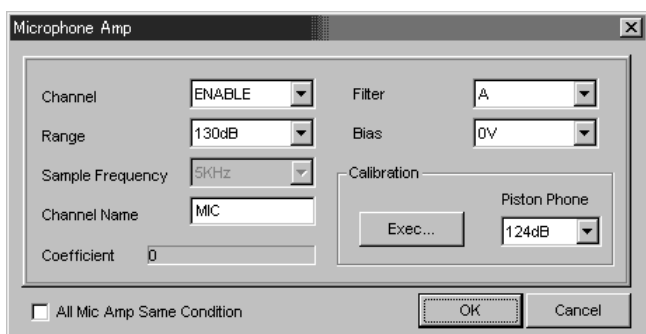 Microphone Amp
Channel ENABLE Filter A
Range 130dB Bias 0V
Sample Frequency 5KHz Calibration
Channel Name MIC Piston Phone
Exec... 124dB
Coefficient 0
All Mic Amp Same Condition OK Cancel